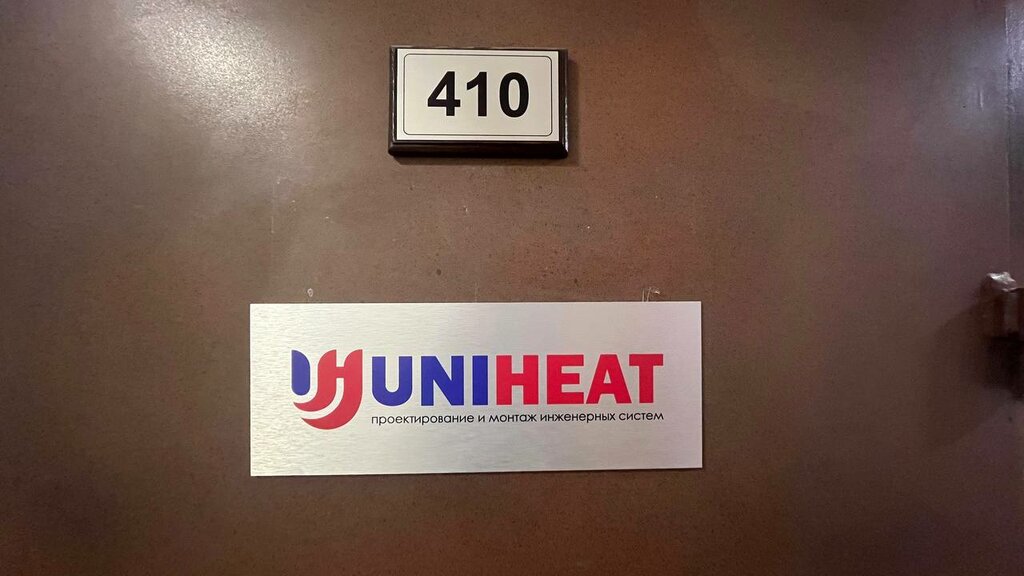 410
UNIHEAT
проектирование и монтаж инженерных систем